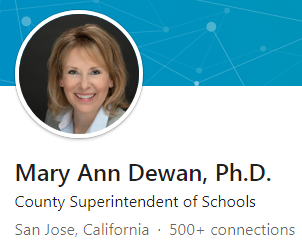 Mary Ann Dewan, Ph.D.
County Superintendent of Schools
San Jose, California · 500+ connections